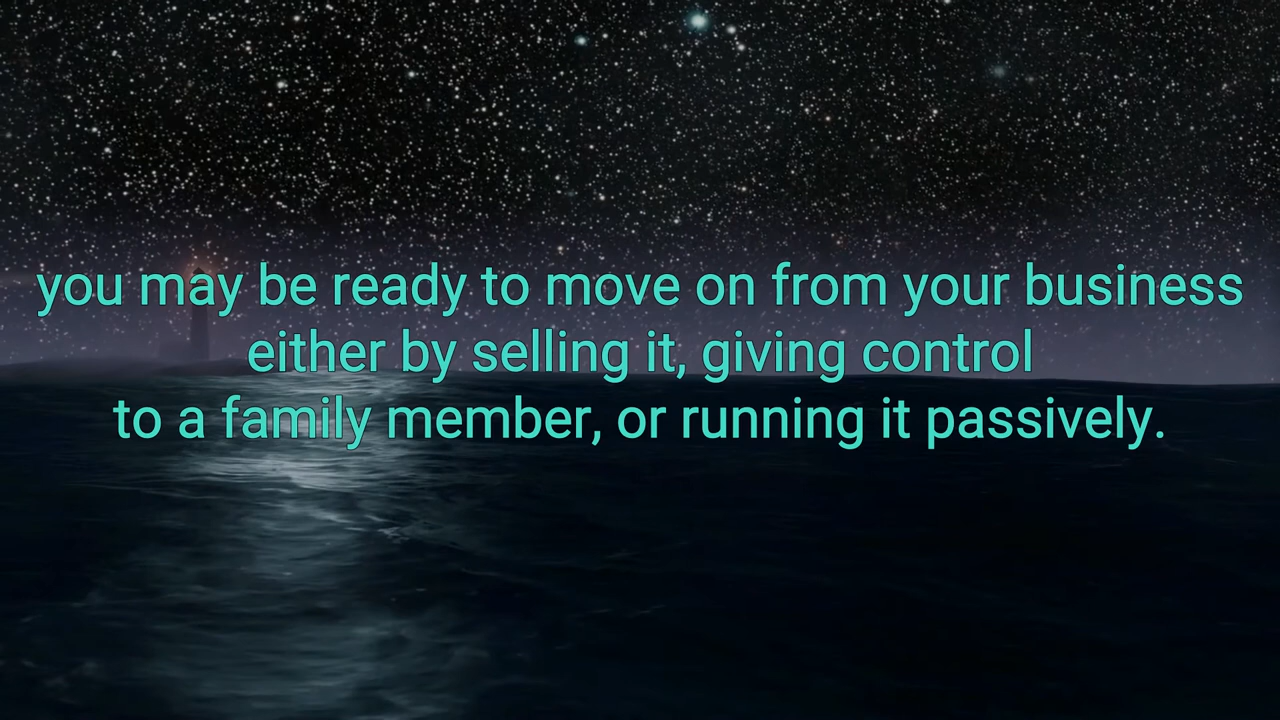 you may be ready to move on from your business
either by selling it, giving control
to a family member, or running it passively.